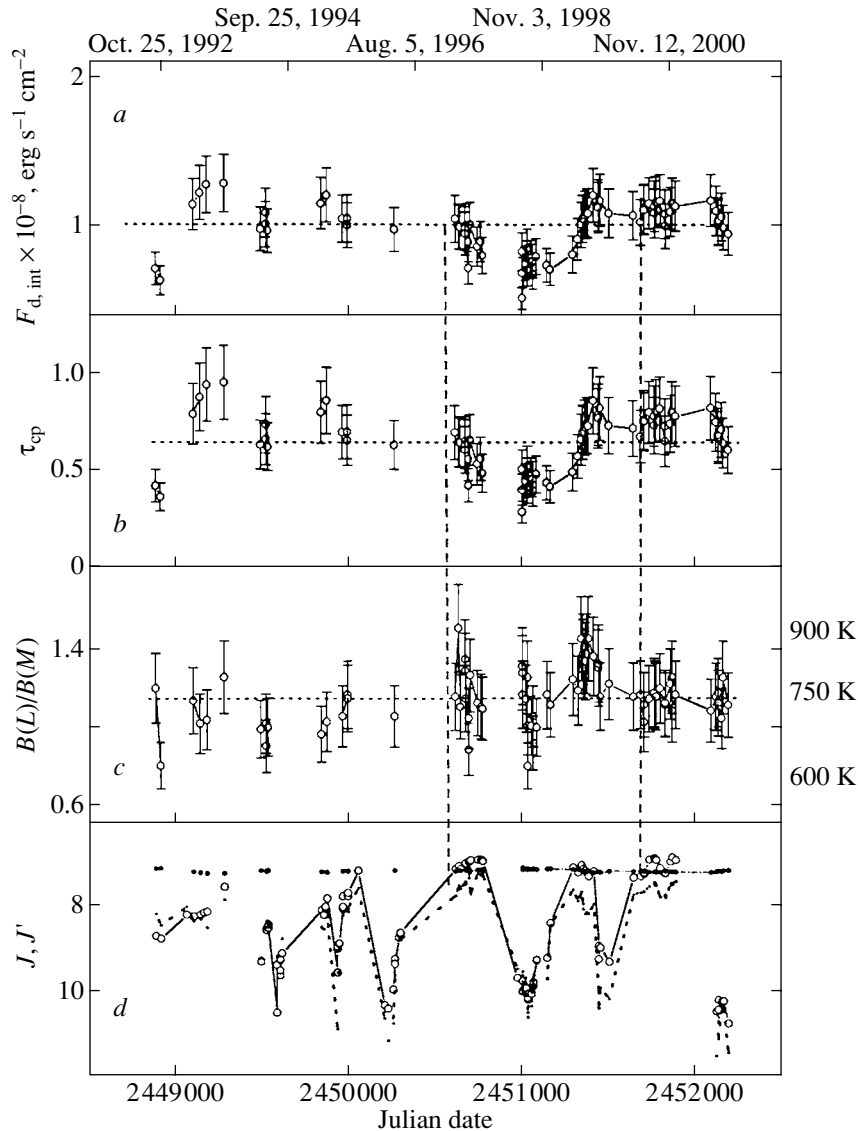 Sep. 25, 1994 Nov. 3, 1998
Oct. 25, 1992 Aug. 5, 1996 Nov. 12, 2000
F_d, int × 10^–8, erg s^–1 cm^–2
2
1
a
τ_cp
1.0
0.5
0
b
B(L)/B(M)
1.4
0.6
c
900 K
750 K
600 K
J, J'
8
10
d
2449000 2450000 2451000 2452000
Julian date